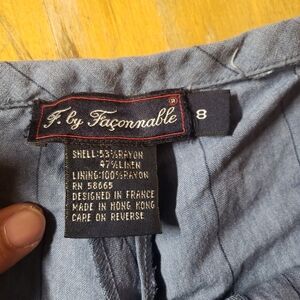 F. by Façonnable ®
8
SHELL:53%RAYON
47%LINEN
LINING:100%RAYON
RN 58665
DESIGNED IN FRANCE
MADE IN HONG KONG
CARE ON REVERSE